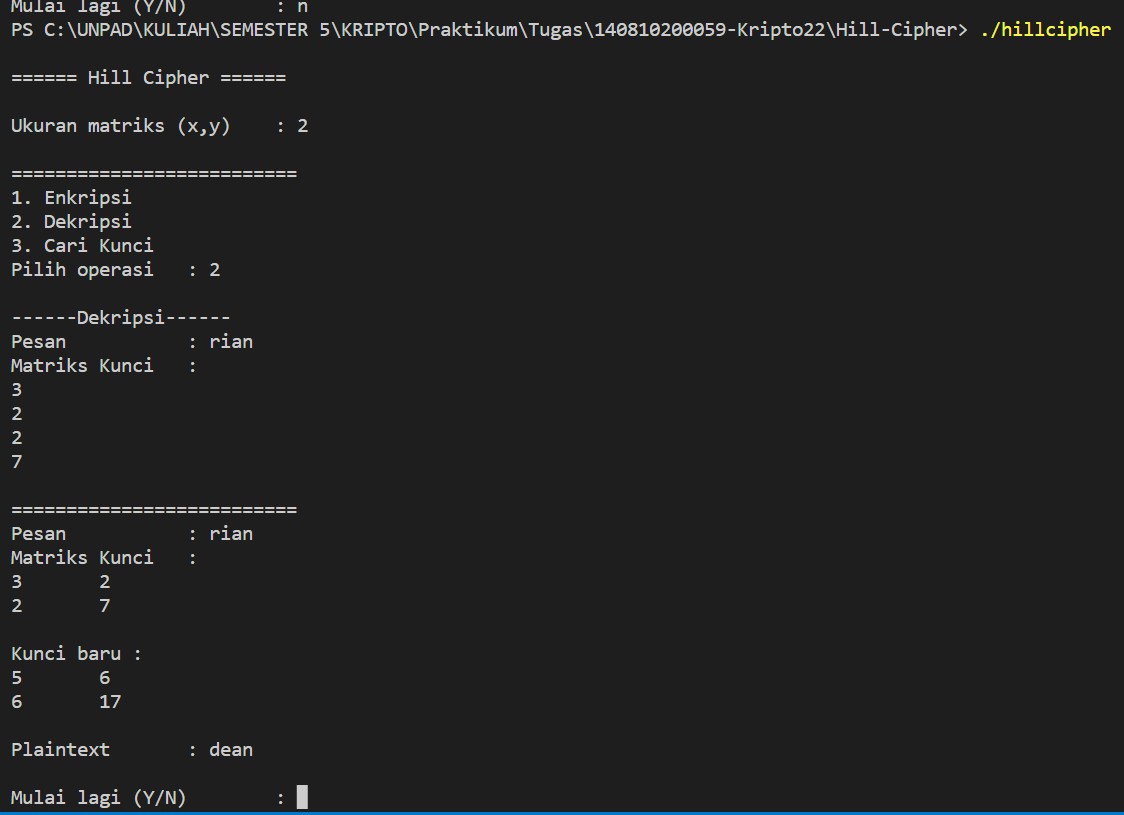 Mulai lagi (Y/N) : n
PS C:\UNPAD\KULIAH\SEMESTER 5\KRIPTO\Praktikum\Tugas\140810200059-Kripto22\Hill-Cipher> ./hillcipher
====== Hill Cipher ======
Ukuran matriks (x,y) : 2
==========================
1. Enkripsi
2. Dekripsi
3. Cari Kunci
Pilih operasi : 2
------Dekripsi------
Pesan : rian
Matriks Kunci :
3
2
2
7
==========================
Pesan : rian
Matriks Kunci :
3 2
2 7
Kunci baru :
5 6
6 17
Plaintext : dean
Mulai lagi (Y/N) :